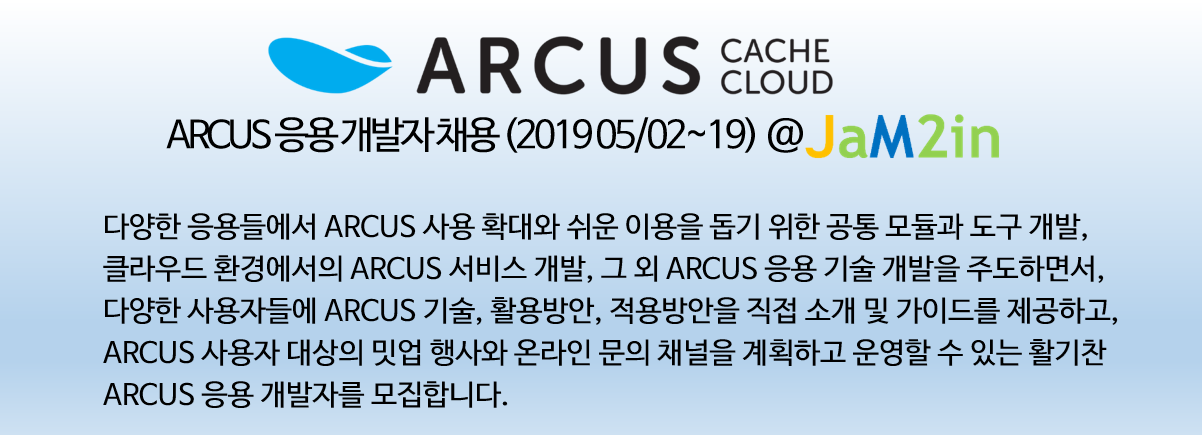 ARCUS CACHE CLOUD
ARCUS 응용 개발자 채용 (2019 05/02~19) @ JaM2in
다양한 응용들에서 ARCUS 사용 확대와 쉬운 이용을 돕기 위한 공통 모듈과 도구 개발,
클라우드 환경에서의 ARCUS 서비스 개발, 그 외 ARCUS 응용 기술 개발을 주도하면서,
다양한 사용자들에 ARCUS 기술, 활용방안, 적용방안을 직접 소개 및 가이드를 제공하고,
ARCUS 사용자 대상의 밋업 행사와 온라인 문의 채널을 계획하고 운영할 수 있는 활기찬
ARCUS 응용 개발자를 모집합니다.